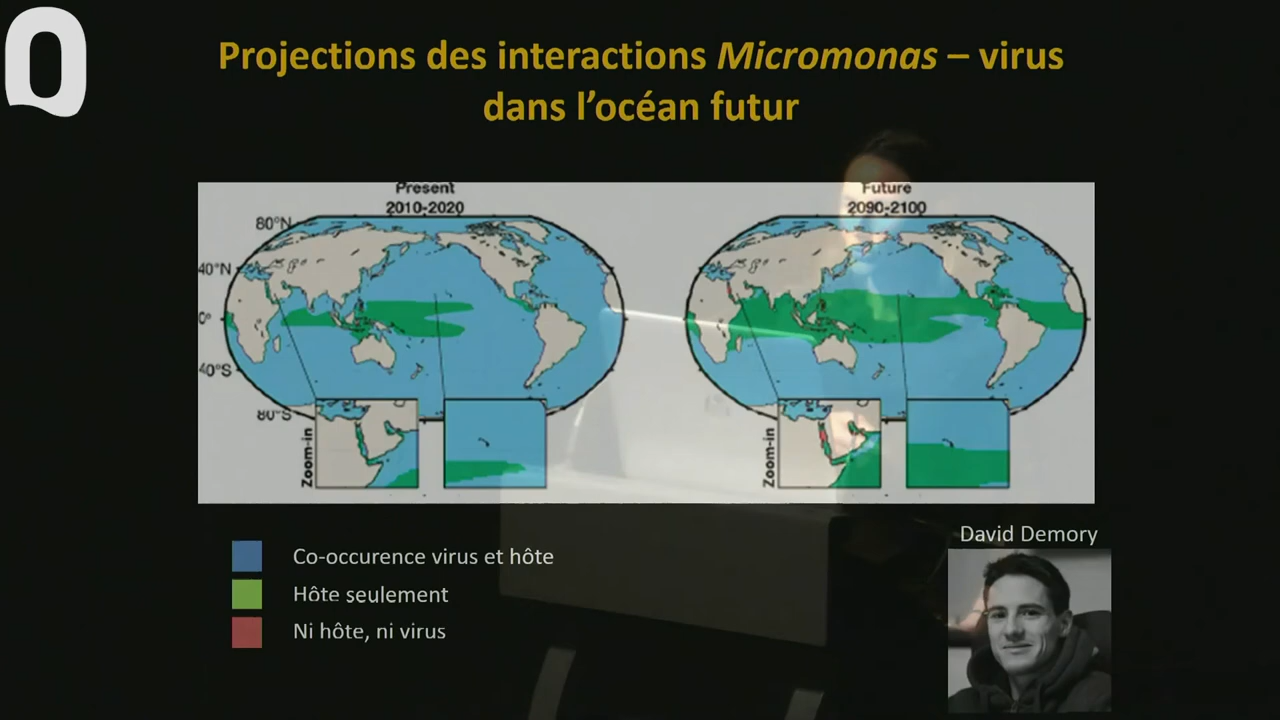 Q
Projections des interactions Micromonas – virus
dans l'océan futur
Present
2010-2020
80°N
40°N
0°
40°S
80°S
Zoom-in
Future
2090-2100
Zoom-in
David Demory
Co-occurence virus et hôte
Hôte seulement
Ni hôte, ni virus